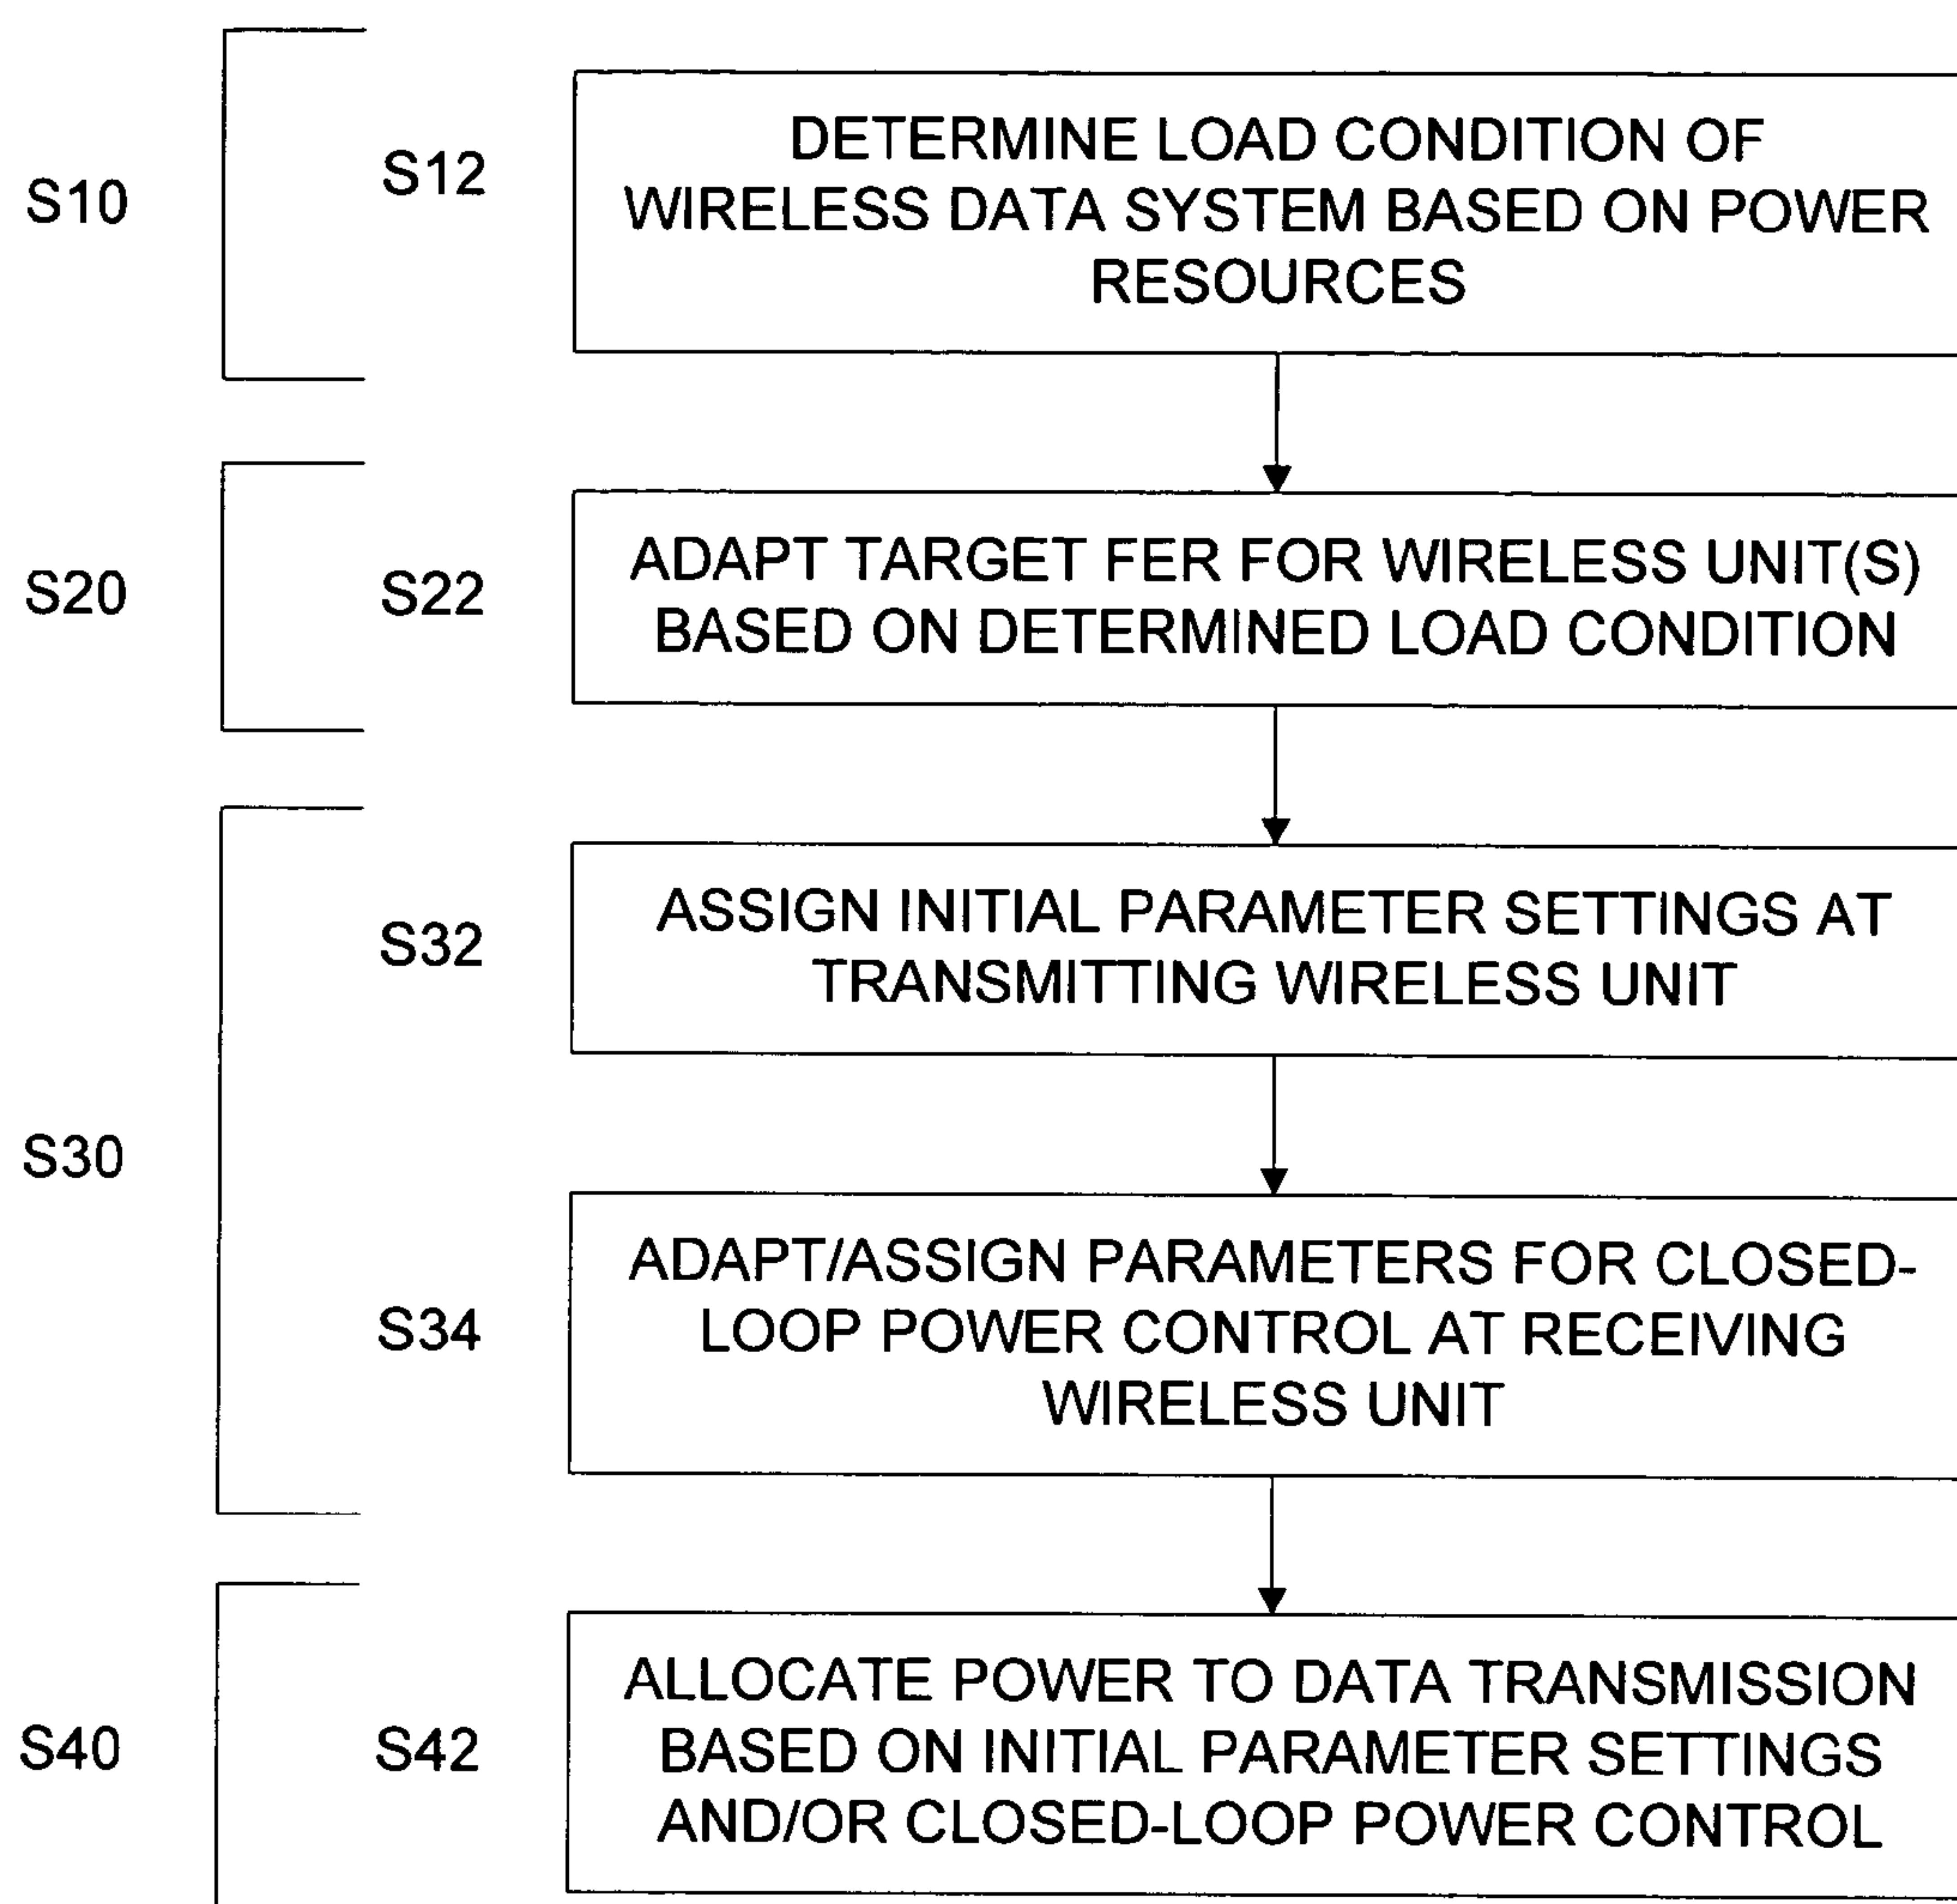 S10
S12
DETERMINE LOAD CONDITION OF
WIRELESS DATA SYSTEM BASED ON POWER
RESOURCES
S20
S22
ADAPT TARGET FER FOR WIRELESS UNIT(S)
BASED ON DETERMINED LOAD CONDITION
S30
S32
ASSIGN INITIAL PARAMETER SETTINGS AT
TRANSMITTING WIRELESS UNIT
S34
ADAPT/ASSIGN PARAMETERS FOR CLOSED-
LOOP POWER CONTROL AT RECEIVING
WIRELESS UNIT
S40
S42
ALLOCATE POWER TO DATA TRANSMISSION
BASED ON INITIAL PARAMETER SETTINGS
AND/OR CLOSED-LOOP POWER CONTROL